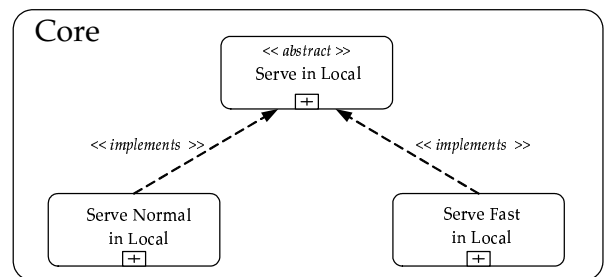 Core
<< abstract >>
Serve in Local
+
<< implements >>
<< implements >>
Serve Normal
in Local
+
Serve Fast
in Local
+